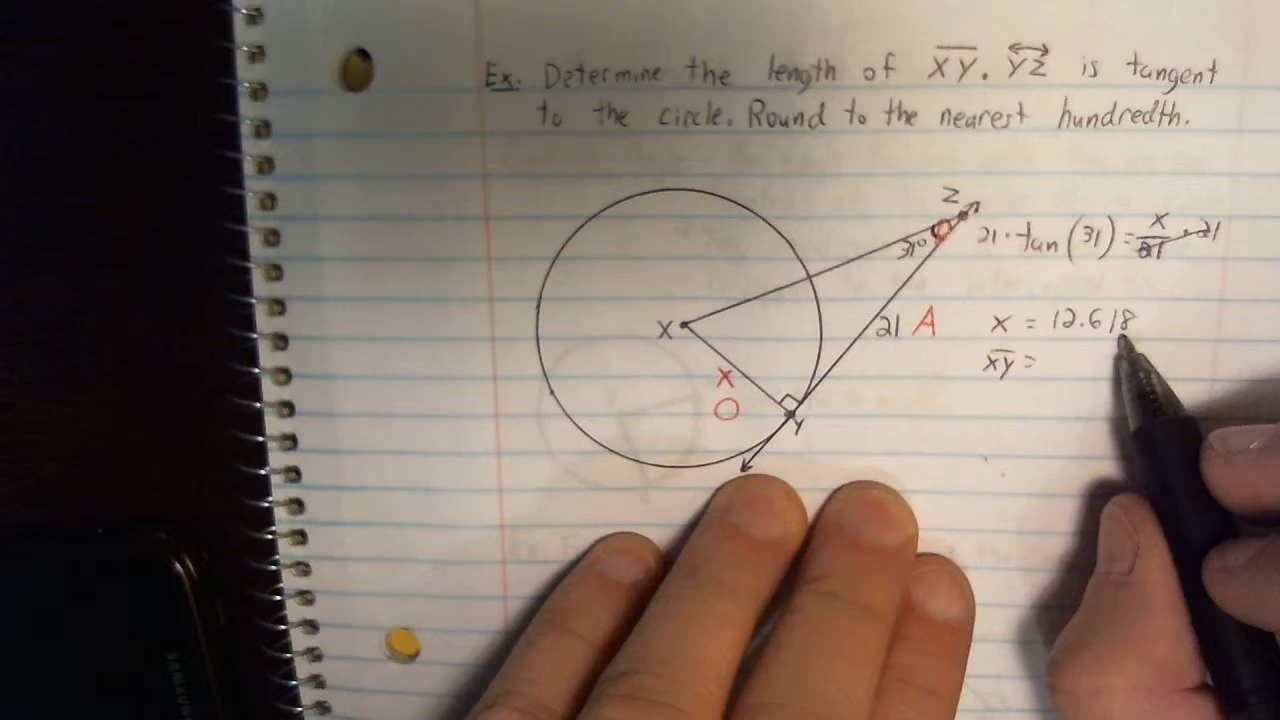 Ex. Determine the length of XY. YZ is tangent
to the circle. Round to the nearest hundredth.
Z
31°
21 · tan (31) = x/21 · 21
X
21 A
x = 12.618
x
O
XY =
Y
SAMSUNG